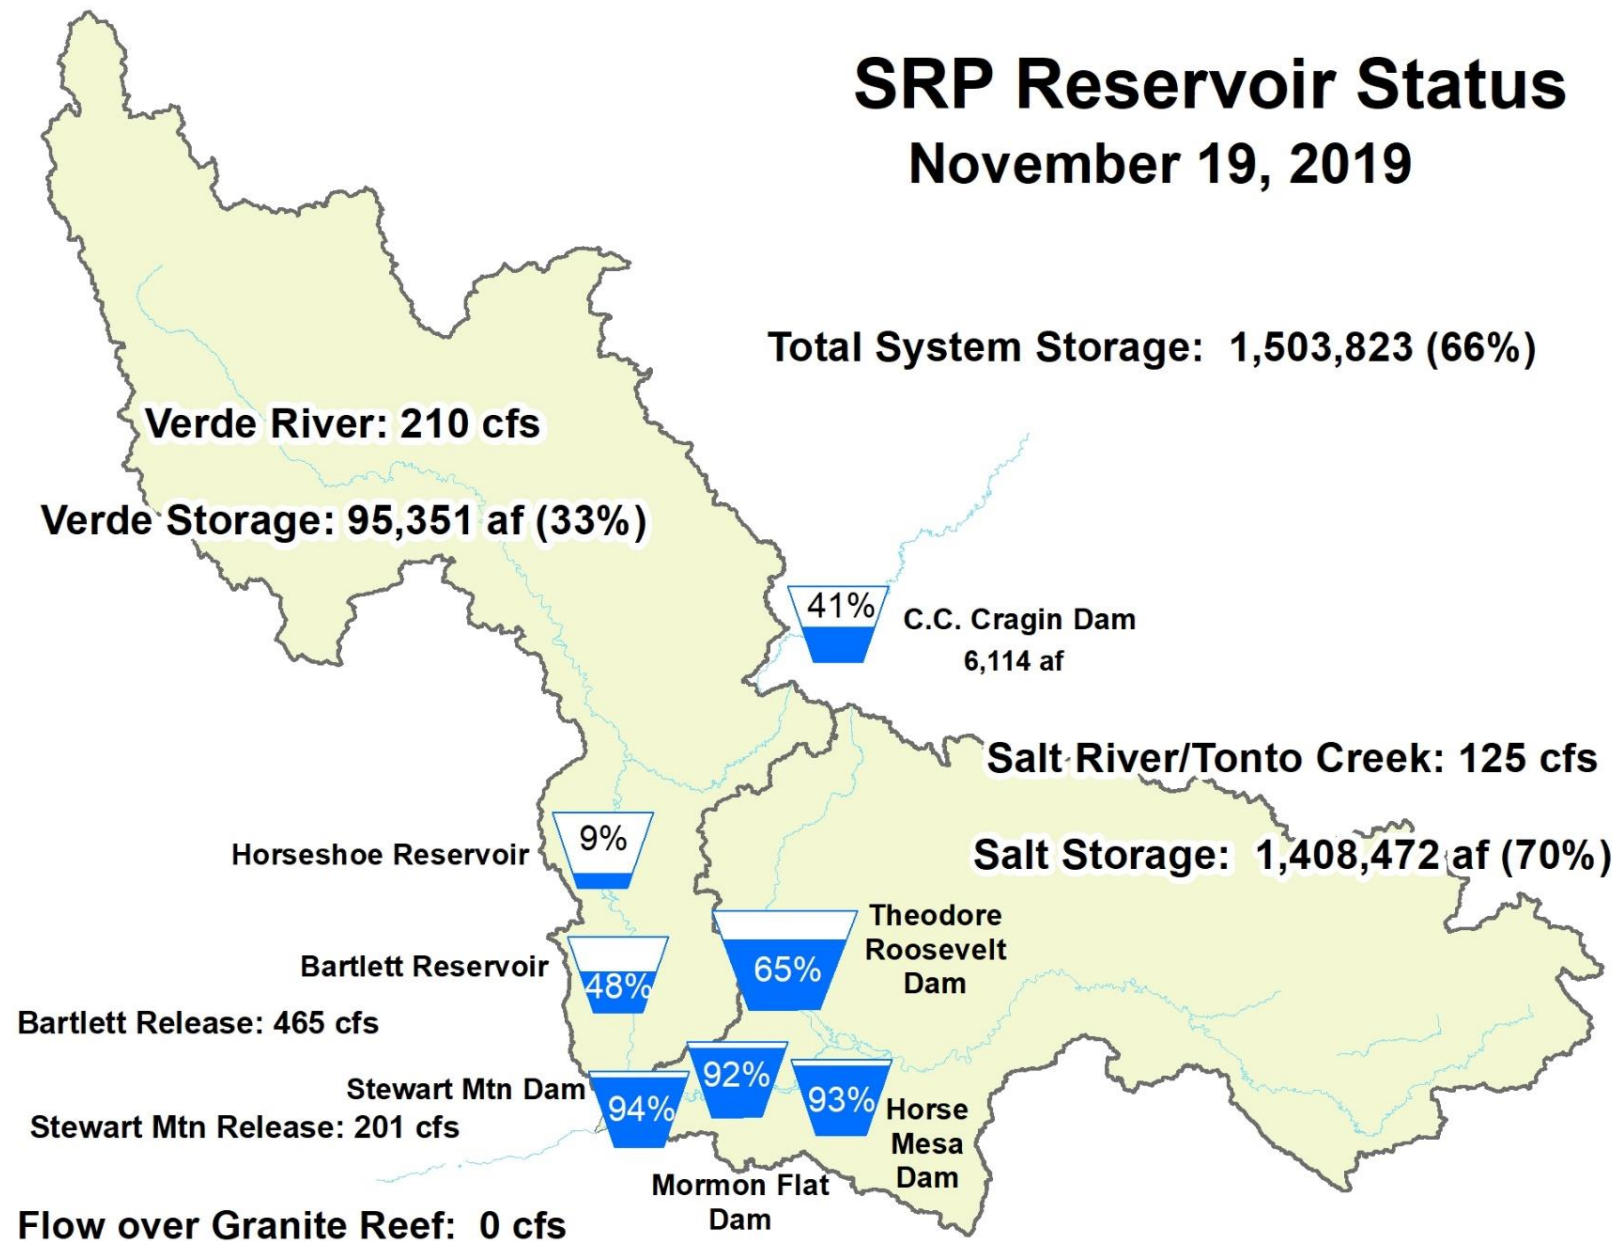 SRP Reservoir Status
November 19, 2019
Total System Storage: 1,503,823 (66%)
Verde River: 210 cfs
Verde Storage: 95,351 af (33%)
41%
C.C. Cragin Dam
6,114 af
Salt River/Tonto Creek: 125 cfs
Salt Storage: 1,408,472 af (70%)
9%
Horseshoe Reservoir
Theodore
Roosevelt
Dam
65%
Bartlett Reservoir
48%
Bartlett Release: 465 cfs
Stewart Mtn Dam
94%
92%
93%
Stewart Mtn Release: 201 cfs
Horse
Mesa
Dam
Mormon Flat
Dam
Flow over Granite Reef: 0 cfs